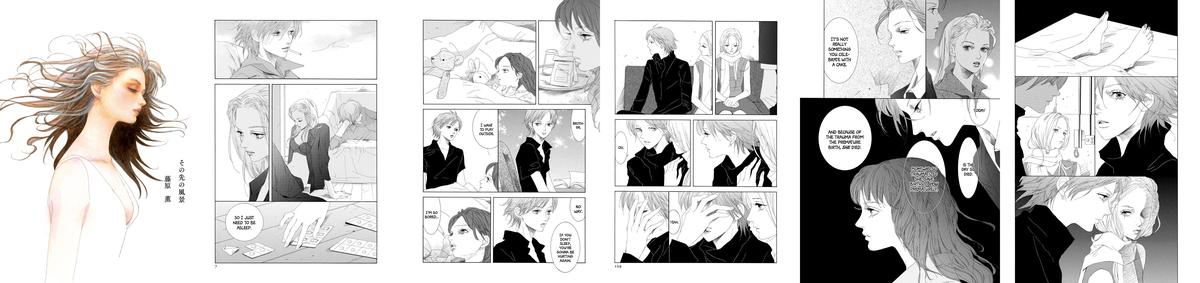 その先の風景
藤原 薫
SO I JUST
NEED TO BE
ASLEEP.
7
I WANT
TO PLAY
OUTSIDE.
BROTH-
ER.
I'M SO
BORED...
NO
WAY.
IF YOU
DON'T
SLEEP,
YOU'RE
GONNA BE
HURTING
AGAIN.
YEAH.
IT'S NOT
REALLY
SOMETHING
YOU CELE-
BRATE WITH
A CAKE.
TODAY
IS THE
DAY SHE
DIED.
AND BECAUSE OF
THE TRAUMA FROM
THE PREMATURE
BIRTH, SHE DIED.